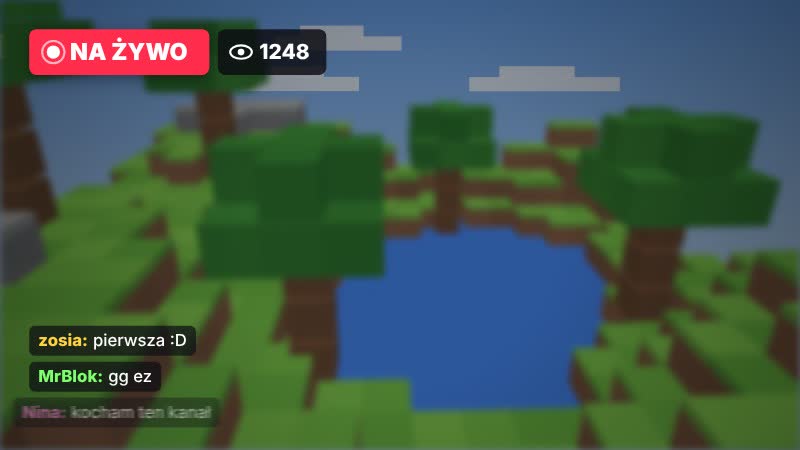 NA ŻYWO
1248
zosia: pierwsza :D
MrBlok: gg ez
Nina: kocham ten kanał